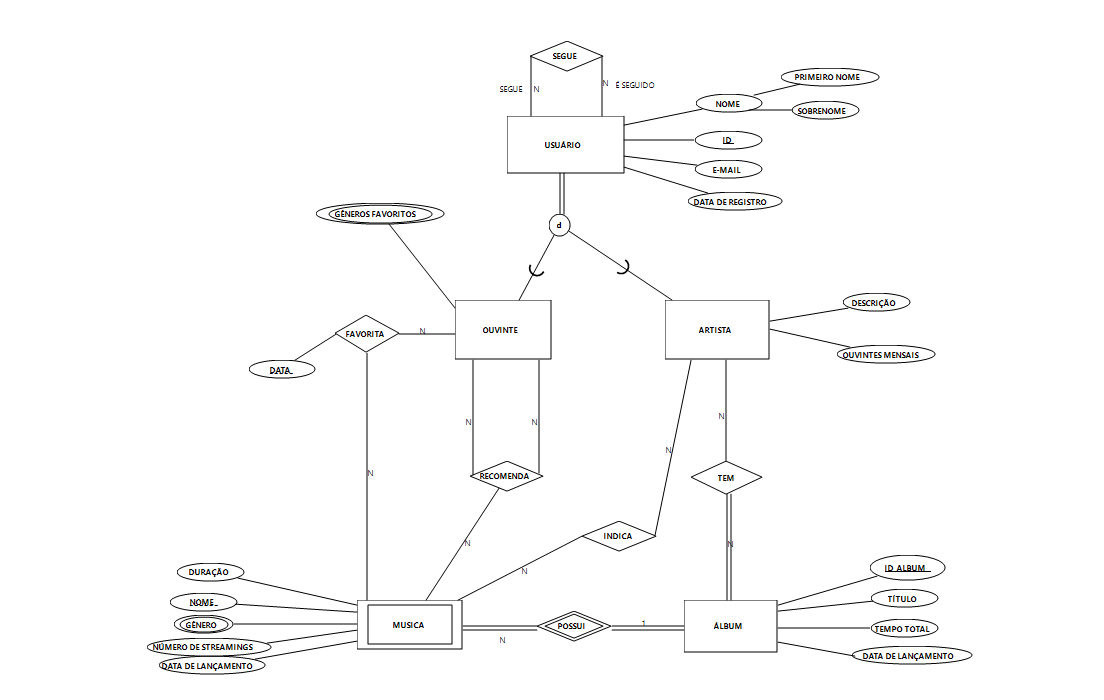 SEGUE
SEGUE
N
N
É SEGUIDO
PRIMEIRO NOME
NOME
SOBRENOME
USUÁRIO
ID
E-MAIL
DATA DE REGISTRO
GÊNEROS FAVORITOS
d
DESCRIÇÃO
FAVORITA
N
OUVINTE
ARTISTA
OUVINTES MENSAIS
DATA
N
N
N
N
N
RECOMENDA
TEM
INDICA
N
N
N
DURAÇÃO
ID ALBUM
NOME
TÍTULO
GÊNERO
MUSICA
POSSUI
1
ÁLBUM
TEMPO TOTAL
N
NÚMERO DE STREAMINGS
DATA DE LANÇAMENTO
DATA DE LANÇAMENTO